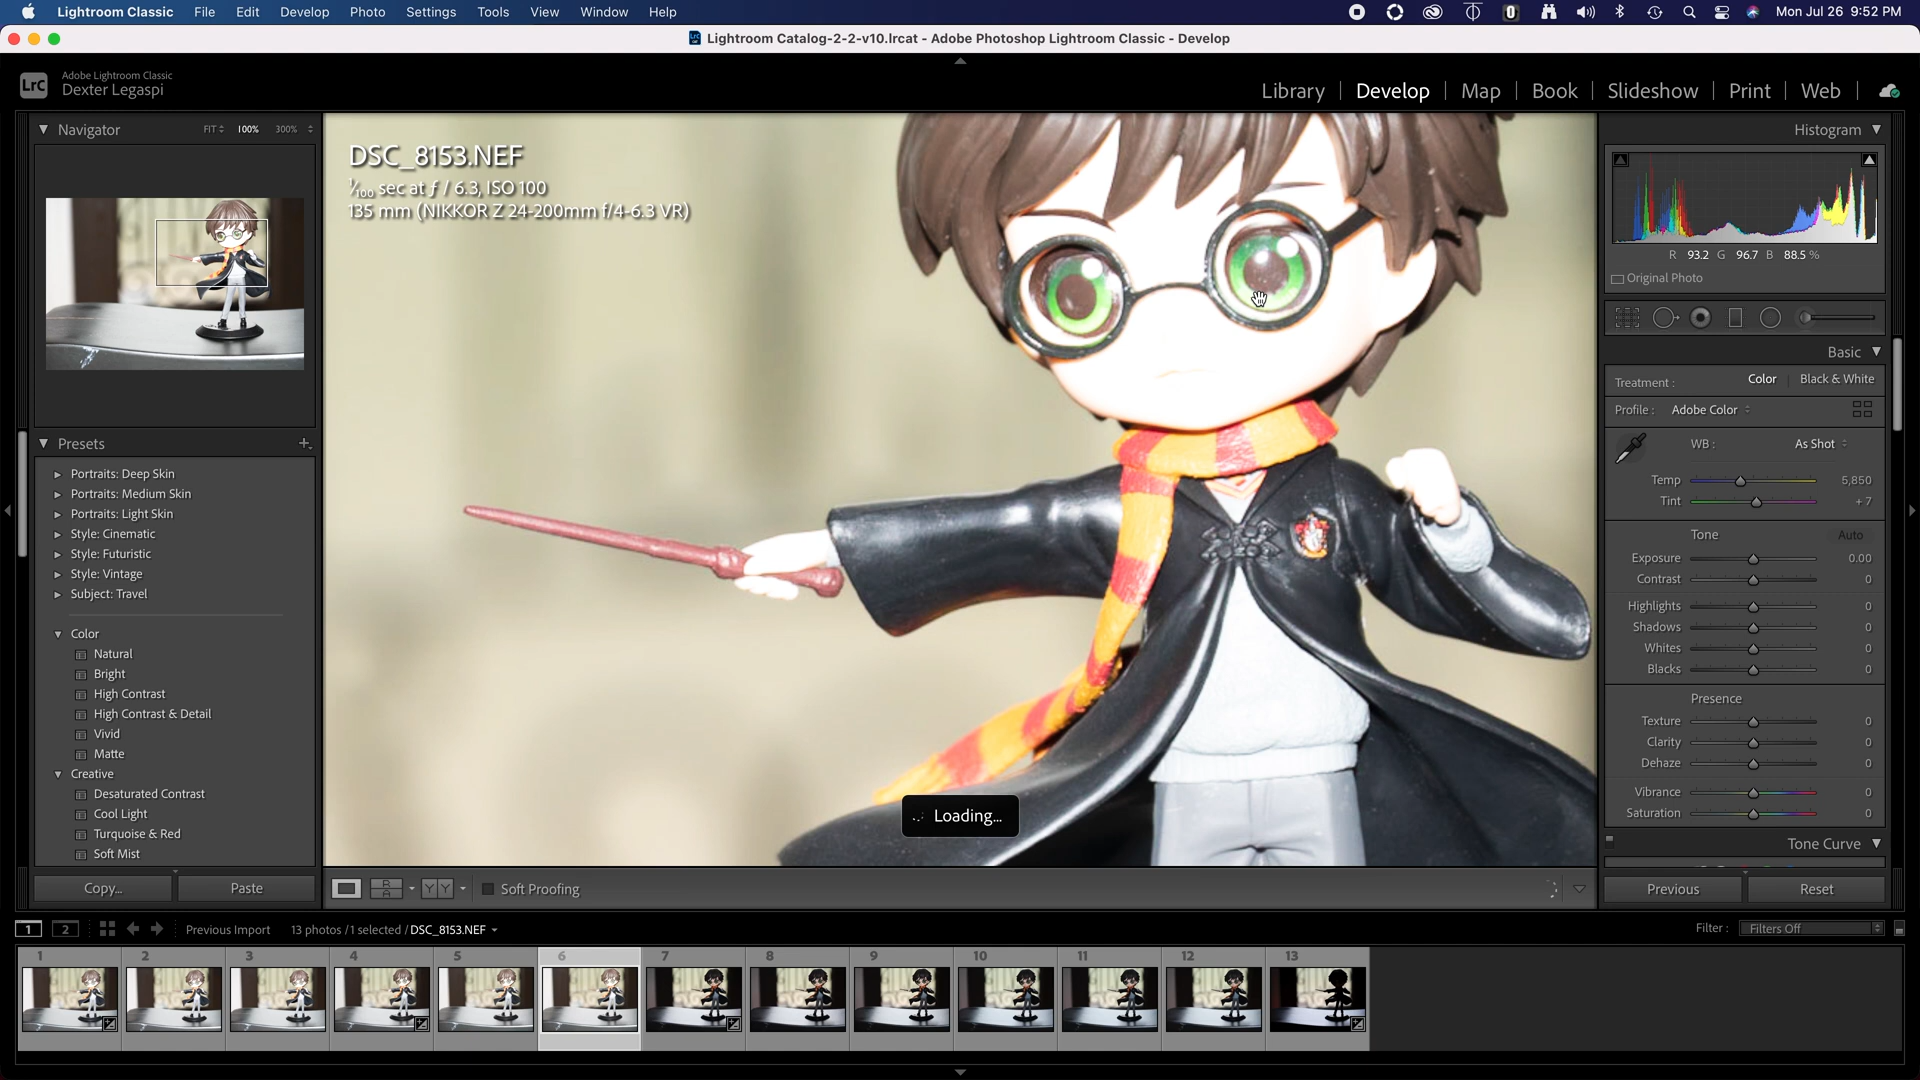 Lightroom Classic File Edit Develop Photo Settings Tools View Window Help Mon Jul 26 9:52 PM
Lightroom Catalog-2-2-v10.lrcat - Adobe Photoshop Lightroom Classic - Develop
LrC Adobe Lightroom Classic
Dexter Legaspi
Library | Develop | Map | Book | Slideshow | Print | Web |
Navigator FIT 100% 300%
Presets +
Portraits: Deep Skin
Portraits: Medium Skin
Portraits: Light Skin
Style: Cinematic
Style: Futuristic
Style: Vintage
Subject: Travel
Color
Natural
Bright
High Contrast
High Contrast & Detail
Vivid
Matte
Creative
Desaturated Contrast
Cool Light
Turquoise & Red
Soft Mist
Copy... Paste
DSC_8153.NEF
1/100 sec at f / 6.3, ISO 100
135 mm (NIKKOR Z 24-200mm f/4-6.3 VR)
Loading...
R A Y Y Soft Proofing
Histogram
R 93.2 G 96.7 B 88.5 %
Original Photo
Basic
Treatment : Color Black & White
Profile : Adobe Color
WB : As Shot
Temp 5,850
Tint + 7
Tone Auto
Exposure 0.00
Contrast 0
Highlights 0
Shadows 0
Whites 0
Blacks 0
Presence
Texture 0
Clarity 0
Dehaze 0
Vibrance 0
Saturation 0
Tone Curve
Previous Reset
1 2 Previous Import 13 photos / 1 selected / DSC_8153.NEF Filter : Filters Off
1 2 3 4 5 6 7 8 9 10 11 12 13